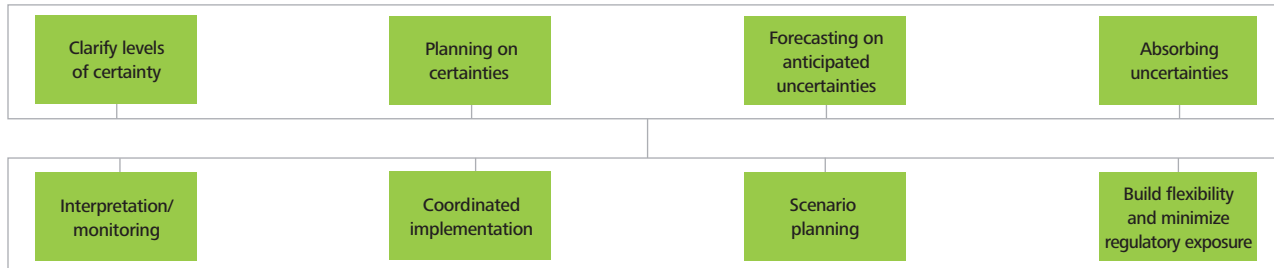 Clarify levels
of certainty
Planning on
certainties
Forecasting on
anticipated
uncertainties
Absorbing
uncertainties
Interpretation/
monitoring
Coordinated
implementation
Scenario
planning
Build flexibility
and minimize
regulatory exposure